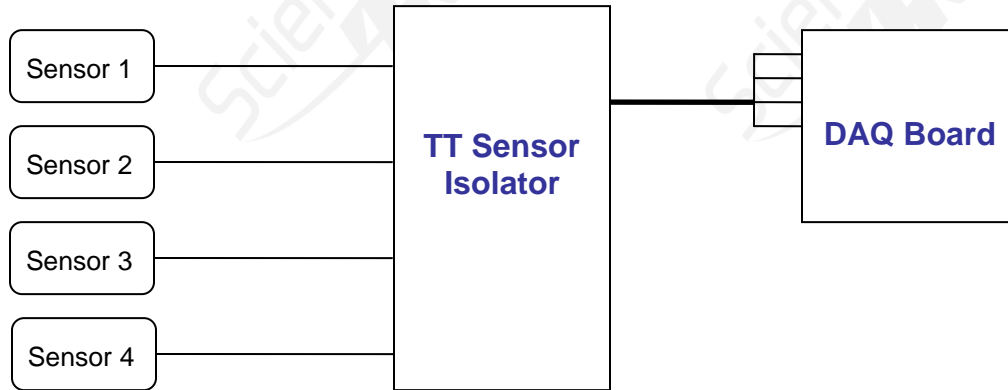 Sensor 1
Sensor 2
Sensor 3
Sensor 4
TT Sensor
Isolator
DAQ Board